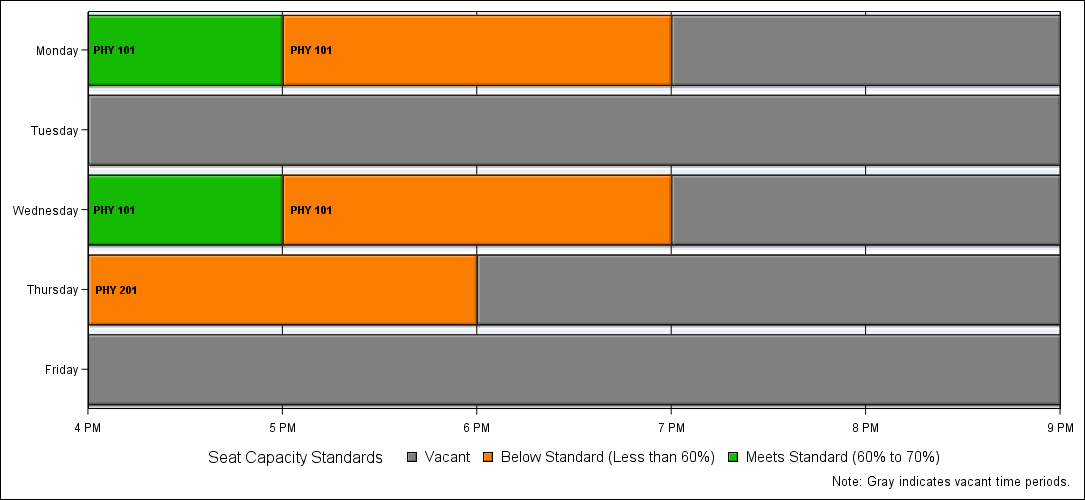 Monday PHY 101 PHY 101
Tuesday
Wednesday PHY 101 PHY 101
Thursday PHY 201
Friday
4 PM 5 PM 6 PM 7 PM 8 PM 9 PM
Seat Capacity Standards Vacant Below Standard (Less than 60%) Meets Standard (60% to 70%)
Note: Gray indicates vacant time periods.